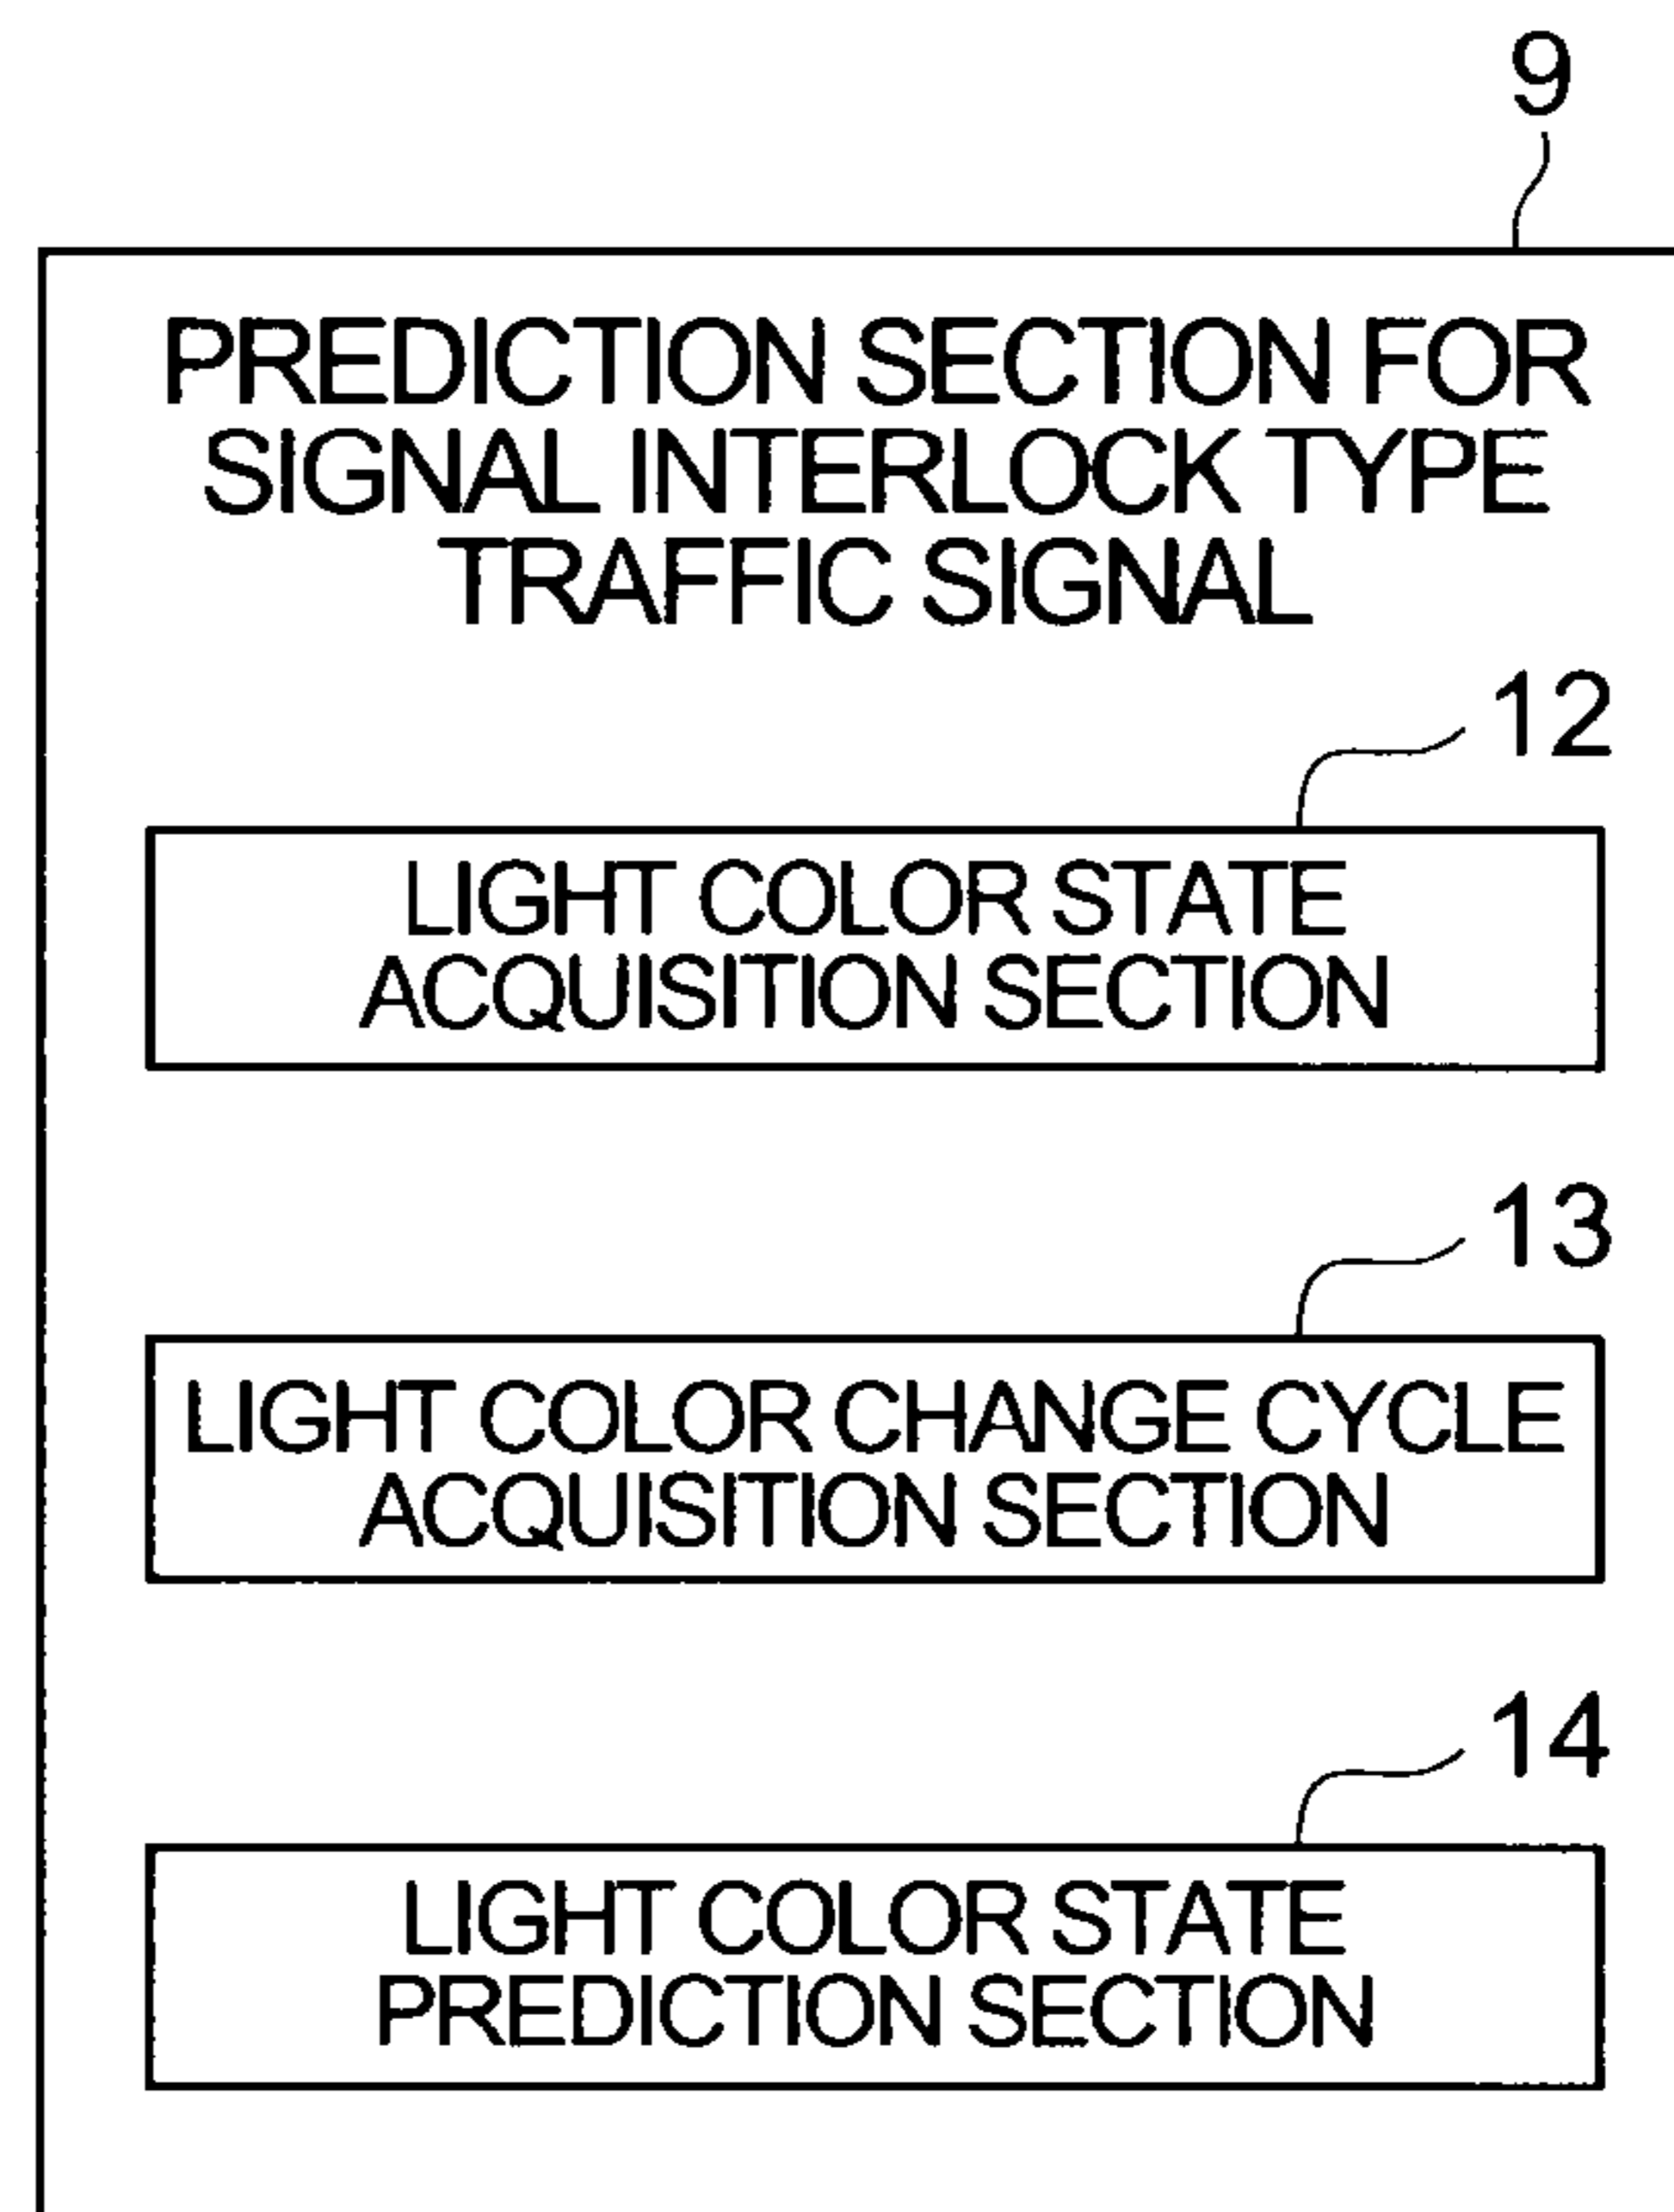 9
PREDICTION SECTION FOR
SIGNAL INTERLOCK TYPE
TRAFFIC SIGNAL
12
LIGHT COLOR STATE
ACQUISITION SECTION
13
LIGHT COLOR CHANGE CYCLE
ACQUISITION SECTION
14
LIGHT COLOR STATE
PREDICTION SECTION